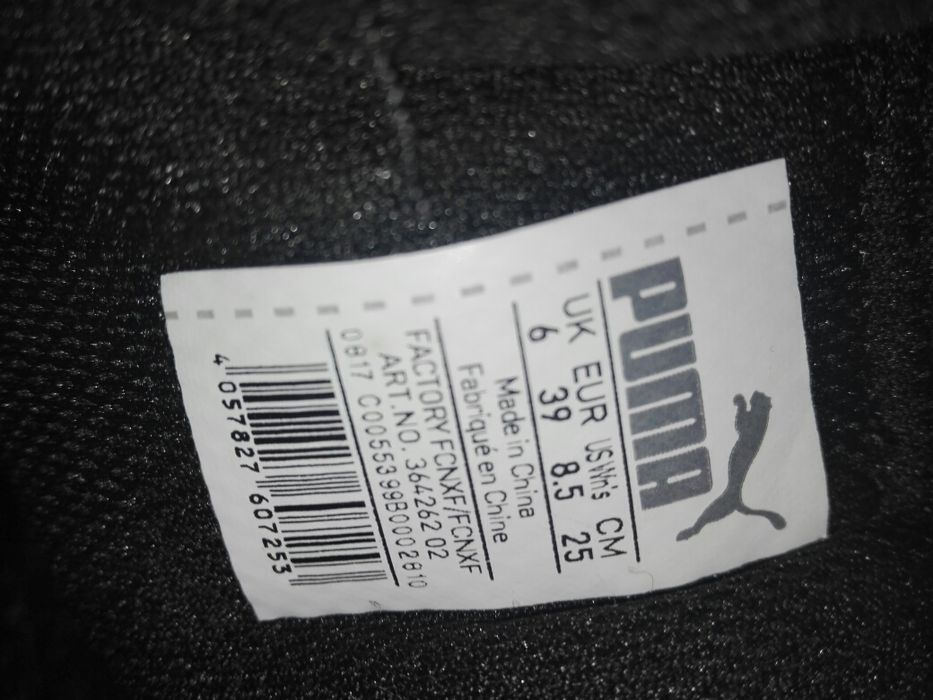 PUMA
UK EUR US Wn's CM
6 39 8.5 25
Made in China
Fabriqué en Chine
FACTORY FCNXF/FCNXF
ART.NO. 364262 02
0817 C0005539980002810
4 057827 607253